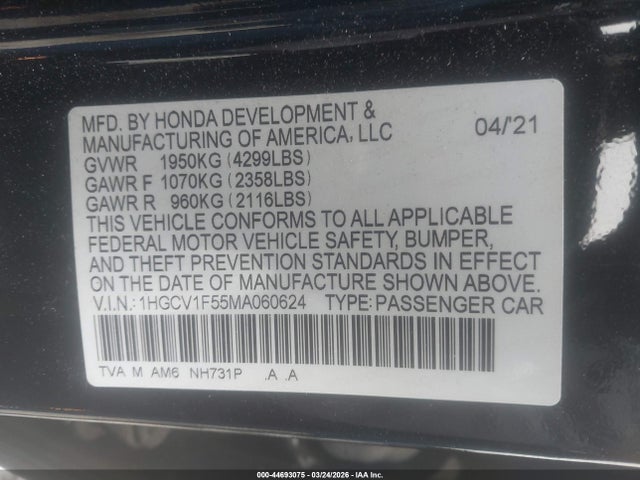 MFD. BY HONDA DEVELOPMENT &
MANUFACTURING OF AMERICA, LLC 04/'21
GVWR 1950KG (4299LBS)
GAWR F 1070KG (2358LBS)
GAWR R 960KG (2116LBS)
THIS VEHICLE CONFORMS TO ALL APPLICABLE
FEDERAL MOTOR VEHICLE SAFETY, BUMPER,
AND THEFT PREVENTION STANDARDS IN EFFECT
ON THE DATE OF MANUFACTURE SHOWN ABOVE.
V.I.N.: 1HGCV1F55MA060624 TYPE: PASSENGER CAR
TVA M AM6 NH731P .A .A
000-44693075 - 03/24/2026 - IAA Inc.